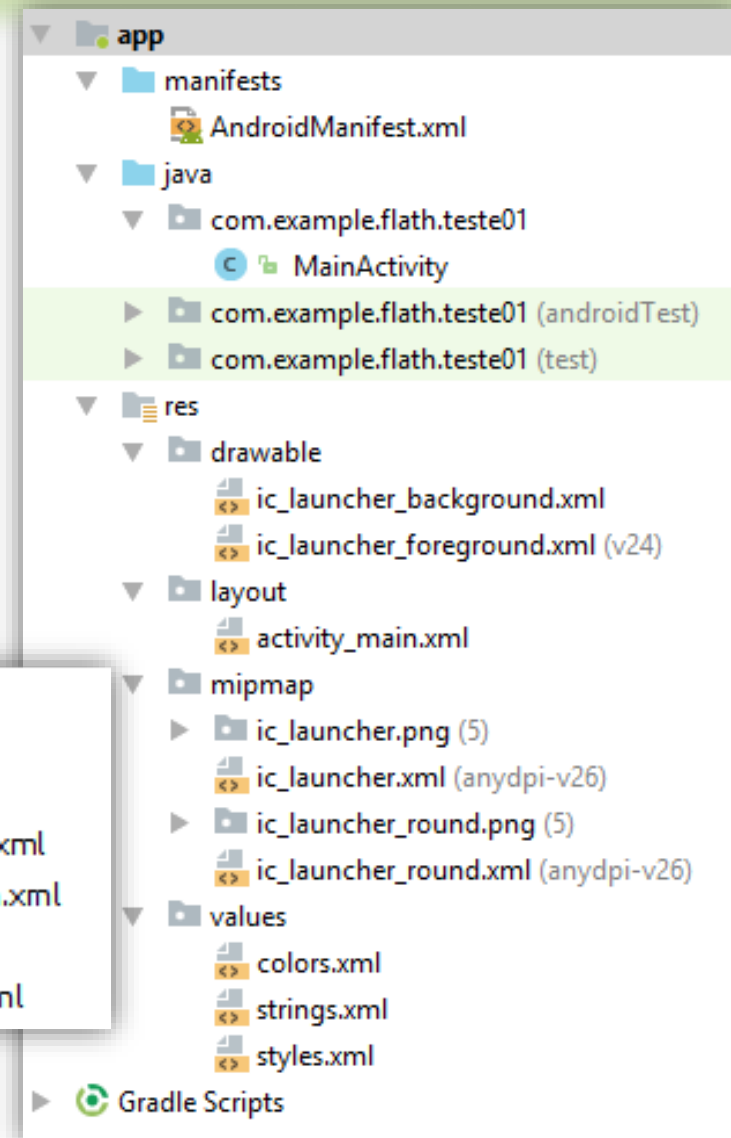 app
manifests
AndroidManifest.xml
java
com.example.flath.teste01
MainActivity
com.example.flath.teste01 (androidTest)
com.example.flath.teste01 (test)
res
drawable
ic_launcher_background.xml
ic_launcher_foreground.xml (v24)
layout
activity_main.xml
mipmap
ic_launcher.png (5)
ic_launcher.xml (anydpi-v26)
ic_launcher_round.png (5)
ic_launcher_round.xml (anydpi-v26)
values
colors.xml
strings.xml
styles.xml
Gradle Scripts
xml
.xml